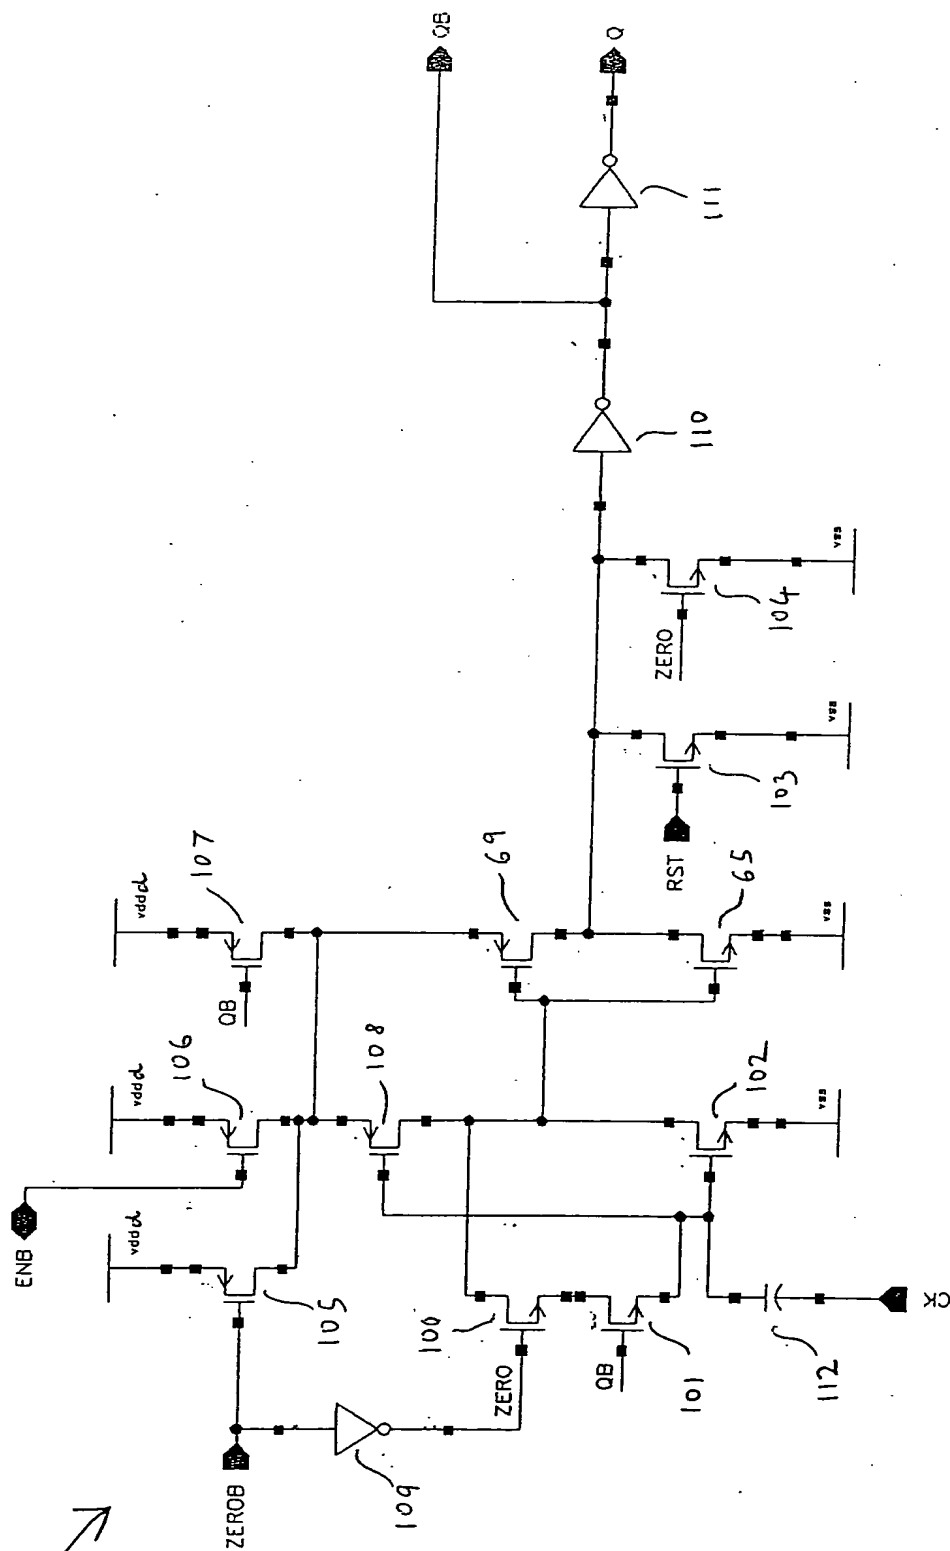 QB
Q
111
110
vss
ZERO
104
vss
RST
103
vddd
107
QB
69
65
vss
vddd
106
108
102
vss
ENB
vddd
105
100
ZERO
QB
101
112
CK
ZEROB
109